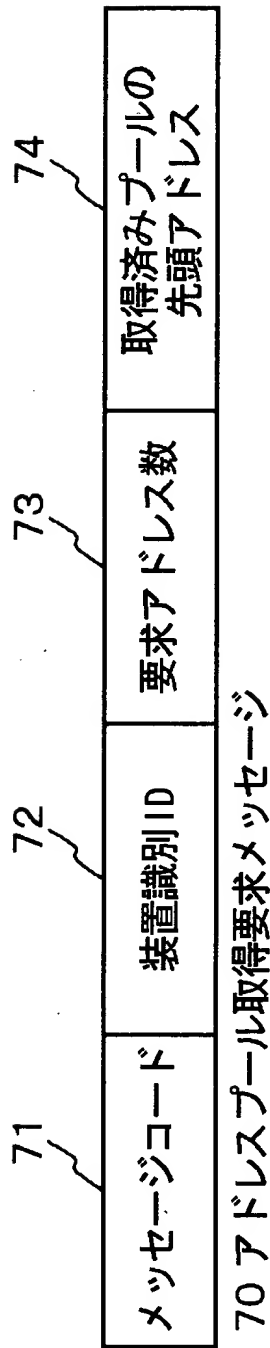 71
72
73
74
メッセージコード
装置識別ID
要求アドレス数
取得済みプールの
先頭アドレス
70 アドレスプール取得要求メッセージ